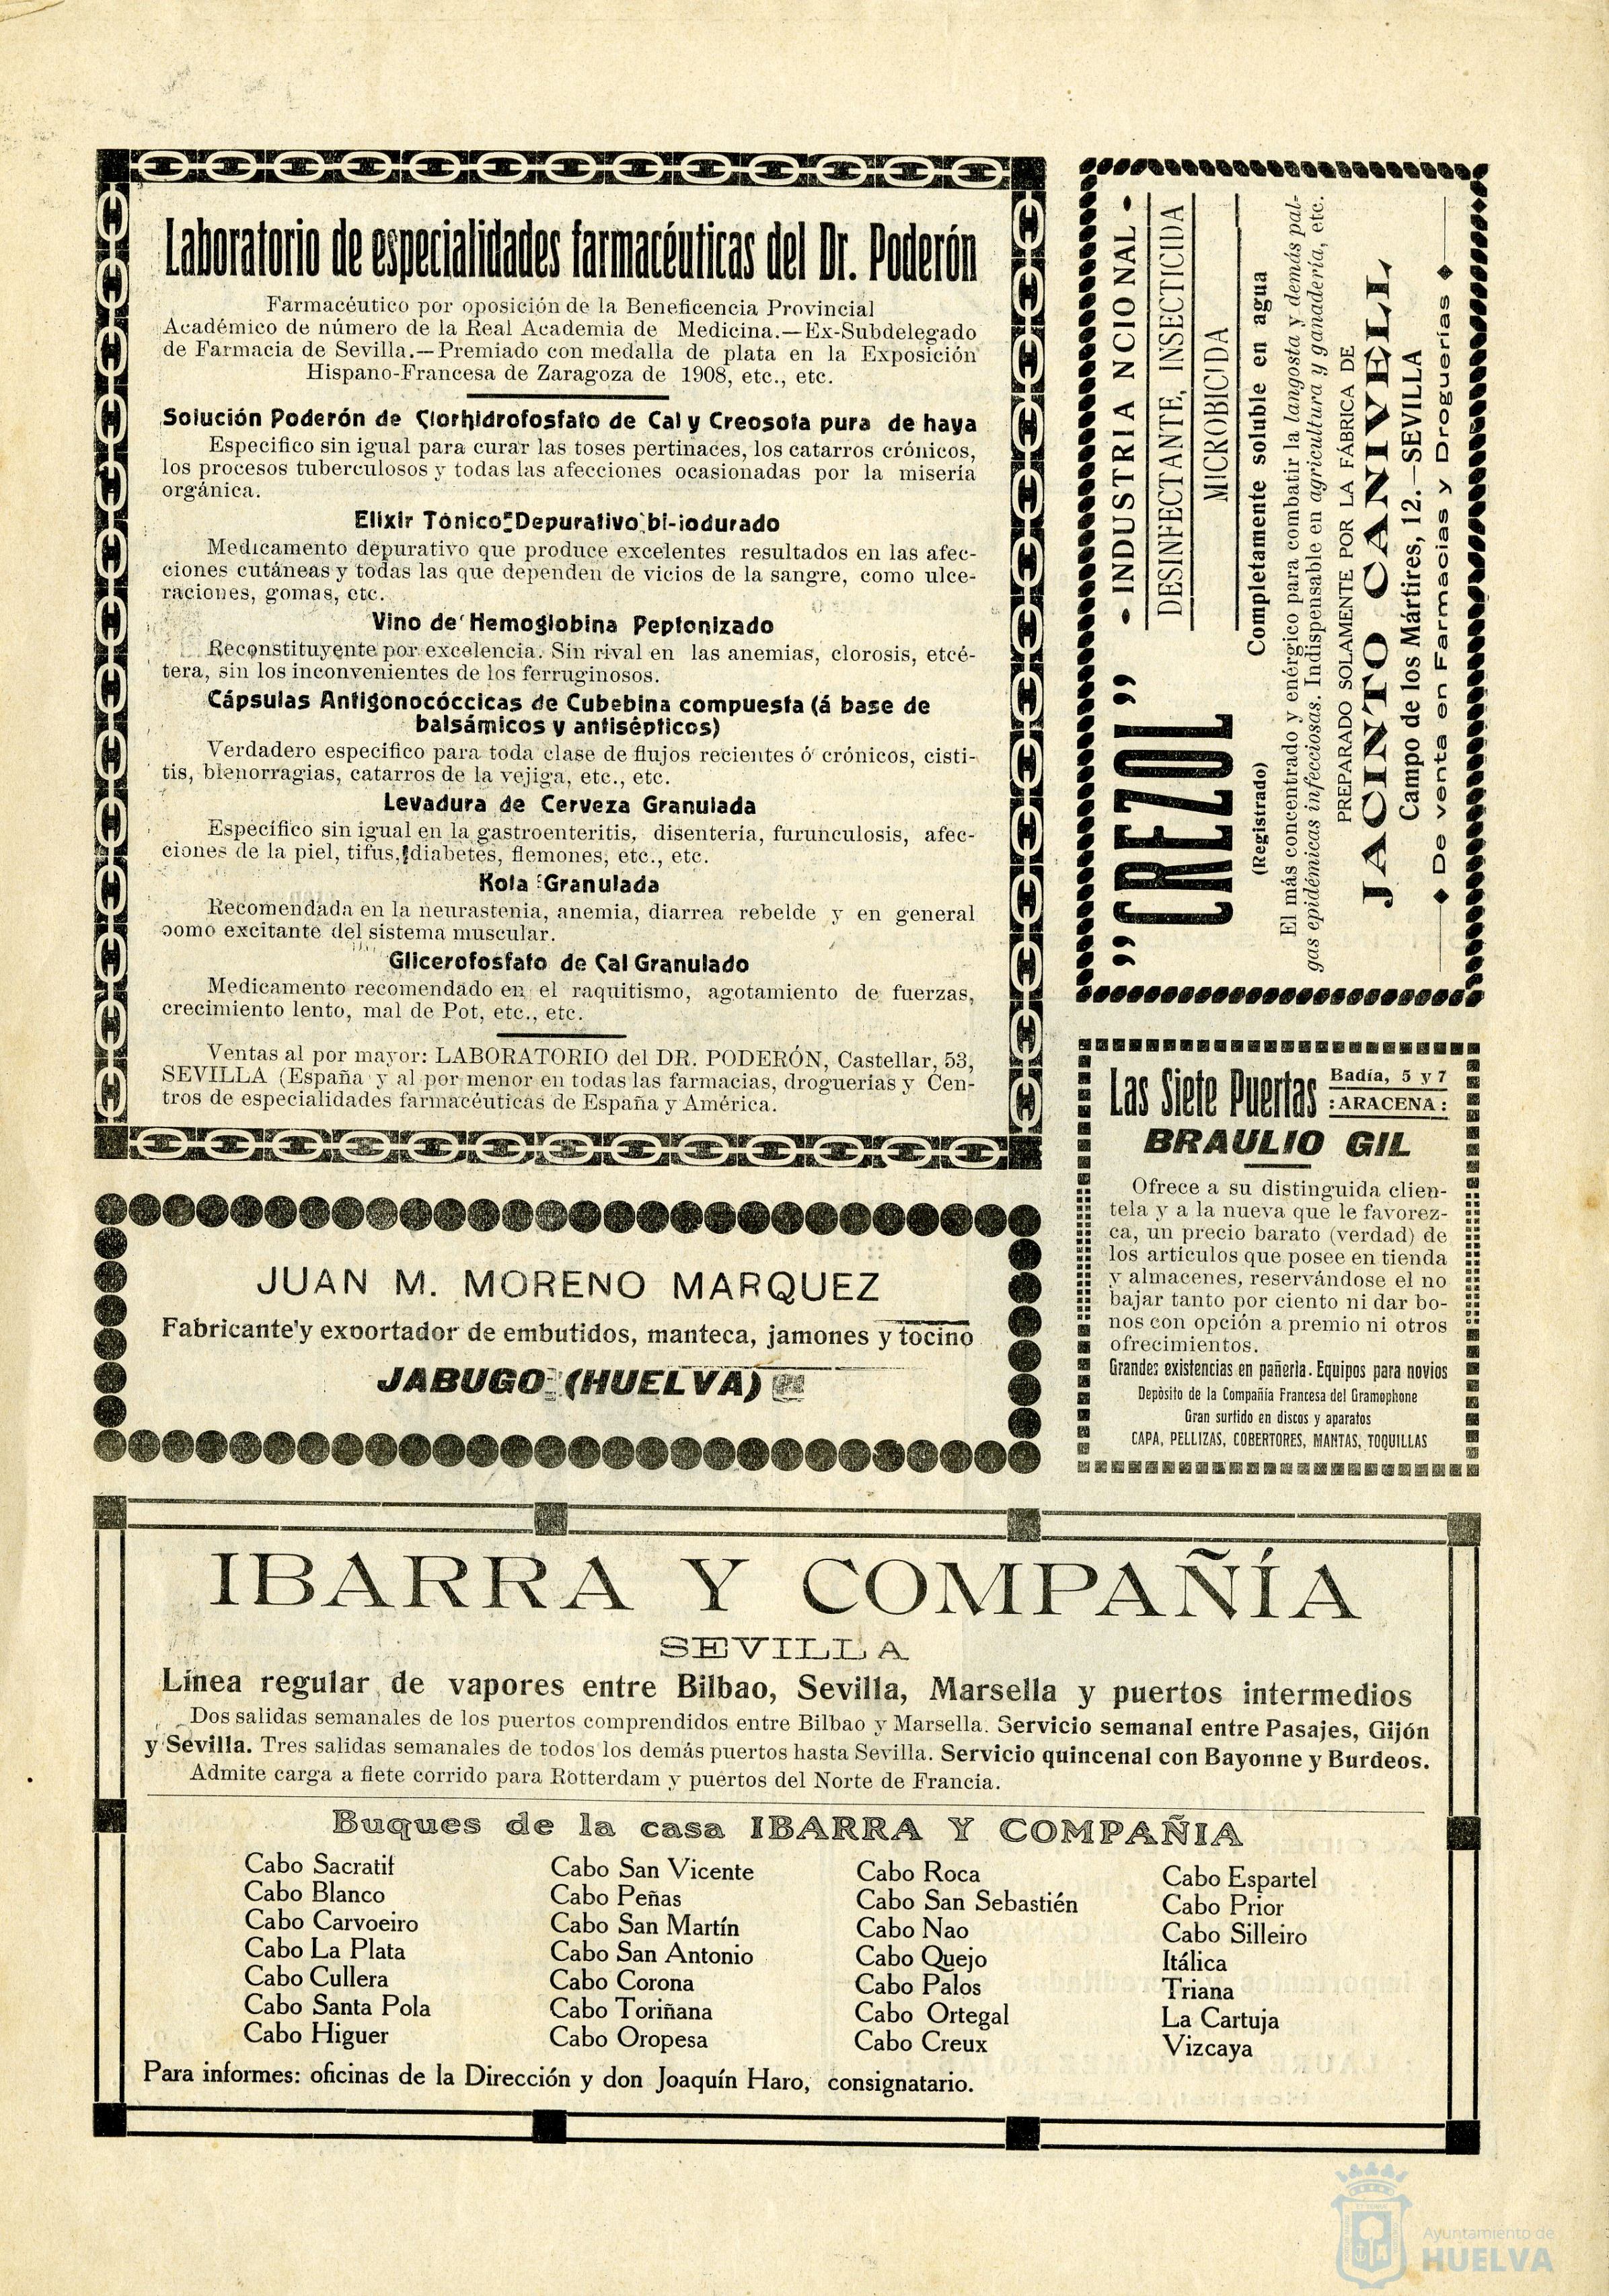 Laboratorio de especialidades farmacéuticas del Dr. Poderón
Farmacéutico por oposición de la Beneficencia Provincial
Académico de número de la Real Academia de Medicina.—Ex-Subdelegado
de Farmacia de Sevilla.—Premiado con medalla de plata en la Exposición
Hispano-Francesa de Zaragoza de 1908, etc., etc.
Solución Poderón de Clorhidrofosfato de Cal y Creosota pura de haya
Especifico sin igual para curar las toses pertinaces, los catarros crónicos,
los procesos tuberculosos y todas las afecciones ocasionadas por la miseria
orgánica.
Elixir Tónico-Depurativo bi-iodurado
Medicamento depurativo que produce excelentes resultados en las afec-
ciones cutáneas y todas las que dependen de vicios de la sangre, como ulce-
raciones, gomas, etc.
Vino de Hemoglobina Peptonizado
Reconstituyente por excelencia. Sin rival en las anemias, clorosis, etcé-
tera, sin los inconvenientes de los ferruginosos.
Cápsulas Antigonocóccicas de Cubebina compuesta (á base de
balsámicos y antisépticos)
Verdadero especifico para toda clase de flujos recientes ó crónicos, cisti-
tis, blenorragias, catarros de la vejiga, etc., etc.
Levadura de Cerveza Granulada
Específico sin igual en la gastroenteritis, disentería, furunculosis, afec-
ciones de la piel, tifus, diabetes, flemones, etc., etc.
Kola Granulada
Recomendada en la neurastenia, anemia, diarrea rebelde y en general
como excitante del sistema muscular.
Glicerofosfato de Cal Granulado
Medicamento recomendado en el raquitismo, agotamiento de fuerzas,
crecimiento lento, mal de Pot, etc., etc.
Ventas al por mayor: LABORATORIO del DR. PODERÓN, Castellar, 53,
SEVILLA (España y al por menor en todas las farmacias, droguerías y Cen-
tros de especialidades farmacéuticas de España y América.
"CREZOL"
(Registrado)
- INDUSTRIA NCIONAL -
DESINFECTANTE, INSECTICIDA
MICROBICIDA
Completamente soluble en agua
El más concentrado y enérgico para combatir la langosta y demás pal-
gas epidémicas infecciosas. Indispensable en agricultura y ganadería, etc.
PREPARADO SOLAMENTE POR LA FÁBRICA DE
JACINTO CANIVELL
Campo de los Mártires, 12.—SEVILLA
De venta en Farmacias y Droguerías
Las Siete Puertas
Badía, 5 y 7
: ARACENA :
BRAULIO GIL
Ofrece a su distinguida clien-
tela y a la nueva que le favorez-
ca, un precio barato (verdad) de
los artículos que posee en tienda
y almacenes, reservándose el no
bajar tanto por ciento ni dar bo-
nos con opción a premio ni otros
ofrecimientos.
Grandes existencias en pañería. Equipos para novios
Depósito de la Compañía Francesa del Gramophone
Gran surtido en discos y aparatos
CAPA, PELLIZAS, COBERTORES, MANTAS, TOQUILLAS
JUAN M. MORENO MARQUEZ
Fabricante y exportador de embutidos, manteca, jamones y tocino
JABUGO (HUELVA)
IBARRA Y COMPAÑÍA
SEVILLA
Línea regular de vapores entre Bilbao, Sevilla, Marsella y puertos intermedios
Dos salidas semanales de los puertos comprendidos entre Bilbao y Marsella. Servicio semanal entre Pasajes, Gijón
y Sevilla. Tres salidas semanales de todos los demás puertos hasta Sevilla. Servicio quincenal con Bayonne y Burdeos.
Admite carga a flete corrido para Rotterdam y puertos del Norte de Francia.
Buques de la casa IBARRA Y COMPAÑIA
Cabo Sacratif
Cabo Blanco
Cabo Carvoeiro
Cabo La Plata
Cabo Cullera
Cabo Santa Pola
Cabo Higuer
Cabo San Vicente
Cabo Peñas
Cabo San Martín
Cabo San Antonio
Cabo Corona
Cabo Toriñana
Cabo Oropesa
Cabo Roca
Cabo San Sebastién
Cabo Nao
Cabo Quejo
Cabo Palos
Cabo Ortegal
Cabo Creux
Cabo Espartel
Cabo Prior
Cabo Silleiro
Itálica
Triana
La Cartuja
Vizcaya
Para informes: oficinas de la Dirección y don Joaquín Haro, consignatario.
Ayuntamiento de
HUELVA